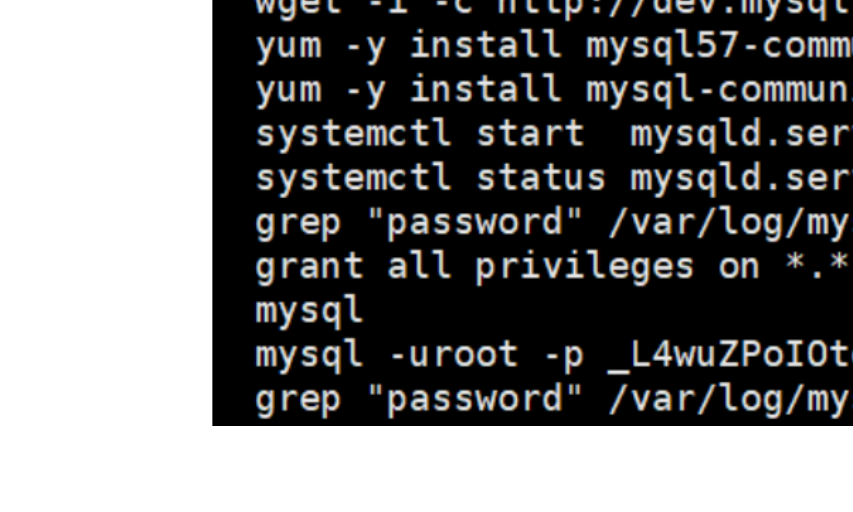 wget -i -c http://dev.mysql
yum -y install mysql57-comm
yum -y install mysql-commun
systemctl start  mysqld.ser
systemctl status mysqld.ser
grep "password" /var/log/my
grant all privileges on *.*
mysql
mysql -uroot -p _L4wuZPoIOt
grep "password" /var/log/my